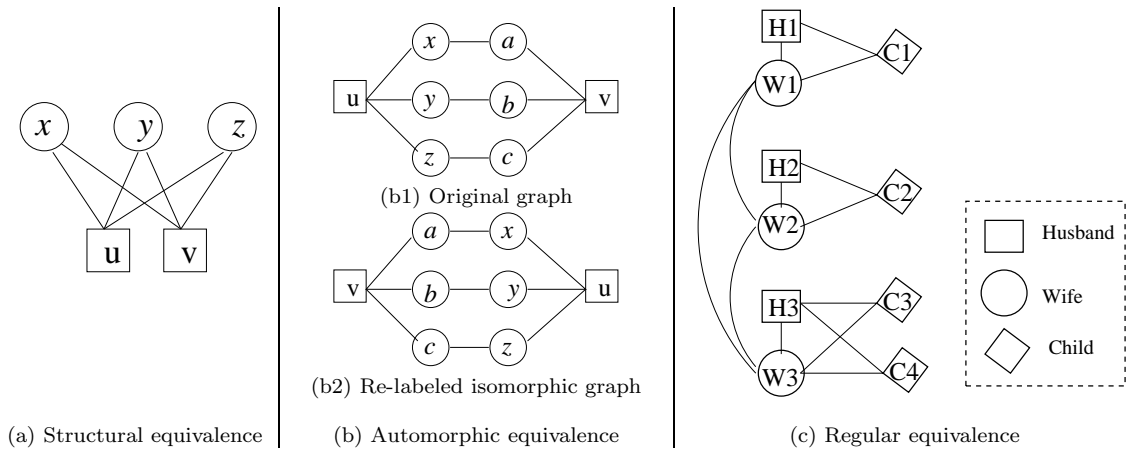 x y z
u v
(a) Structural equivalence
x a
u y b v
z c
(b1) Original graph
a x
v b y u
c z
(b2) Re-labeled isomorphic graph
(b) Automorphic equivalence
H1
C1
W1
H2
C2
W2
H3
C3
W3
C4
(c) Regular equivalence
Husband
Wife
Child